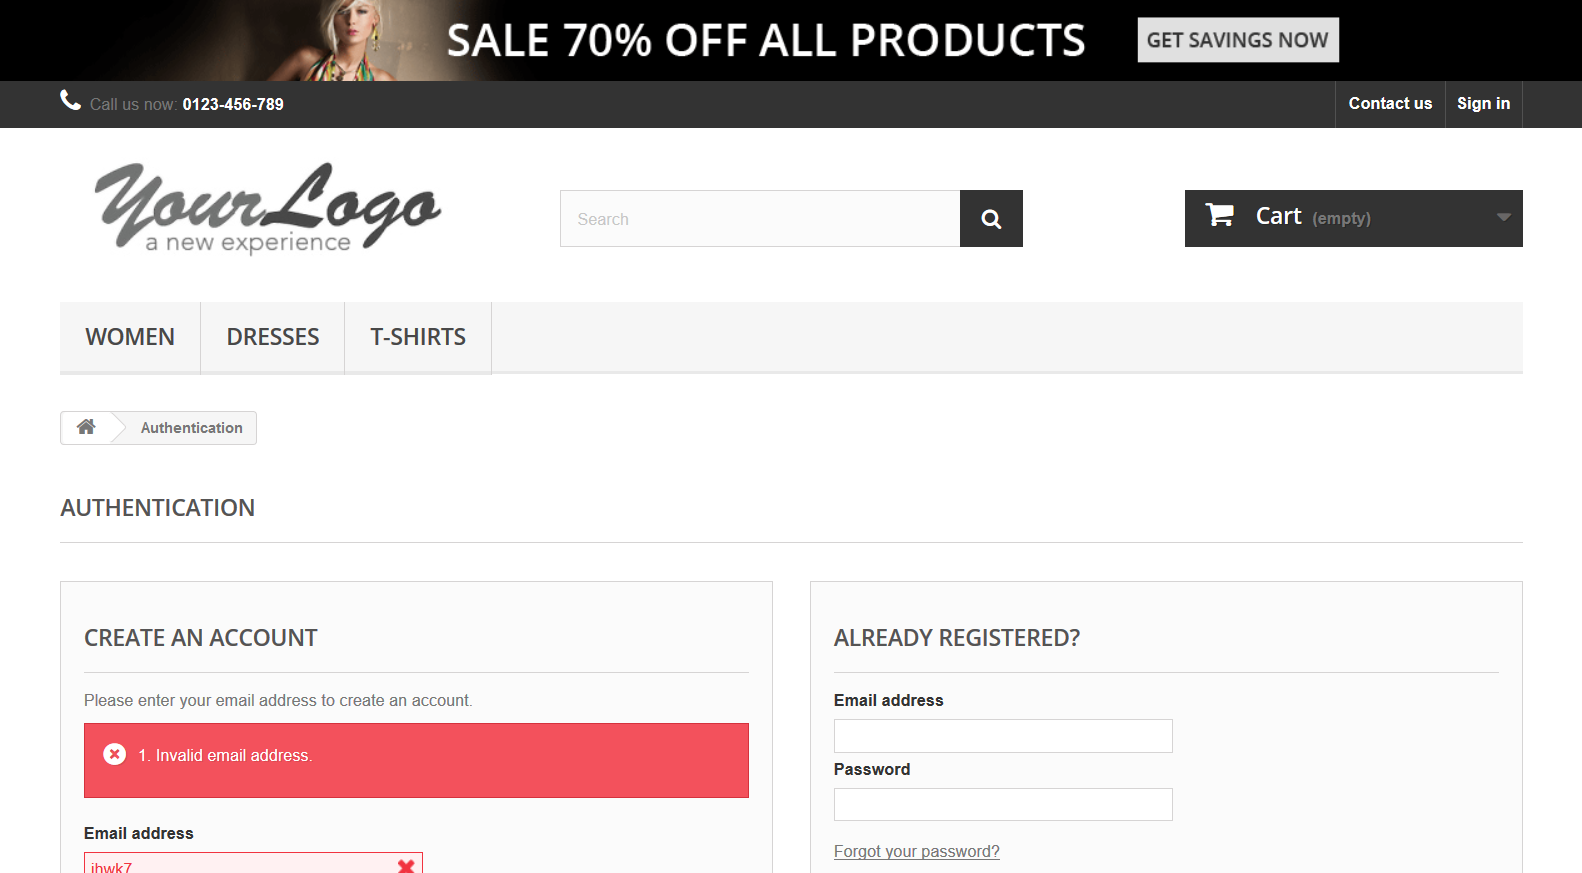 SALE 70% OFF ALL PRODUCTS GET SAVINGS NOW
Call us now: 0123-456-789 Contact us Sign in
YourLogo
a new experience
Search
Cart (empty)
WOMEN DRESSES T-SHIRTS
Authentication
AUTHENTICATION
CREATE AN ACCOUNT
Please enter your email address to create an account.
1. Invalid email address.
Email address
ihwk7
ALREADY REGISTERED?
Email address
Password
Forgot your password?